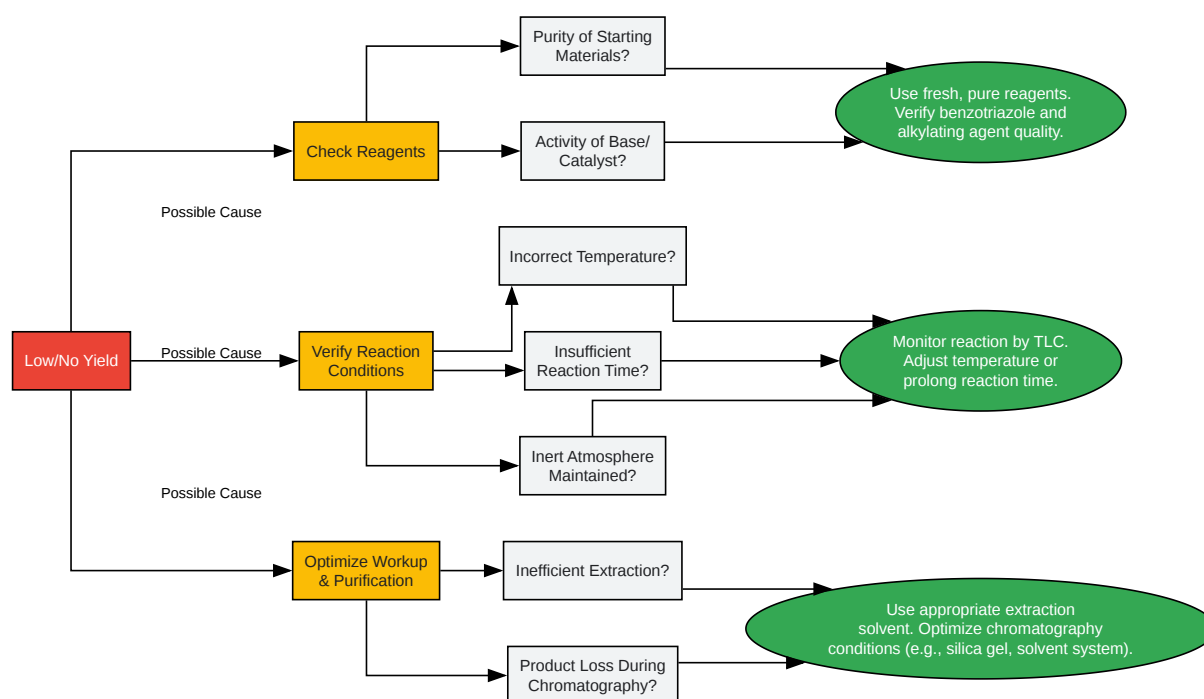 Purity of Starting
Materials?
Use fresh, pure reagents.
Verify benzotriazole and
alkylating agent quality.
Check Reagents
Activity of Base/
Catalyst?
Possible Cause
Incorrect Temperature?
Low/No Yield
Possible Cause
Verify Reaction
Conditions
Insufficient
Reaction Time?
Monitor reaction by TLC.
Adjust temperature or
prolong reaction time.
Inert Atmosphere
Maintained?
Possible Cause
Optimize Workup
& Purification
Inefficient Extraction?
Use appropriate extraction
solvent. Optimize chromatography
conditions (e.g., silica gel, solvent system).
Product Loss During
Chromatography?